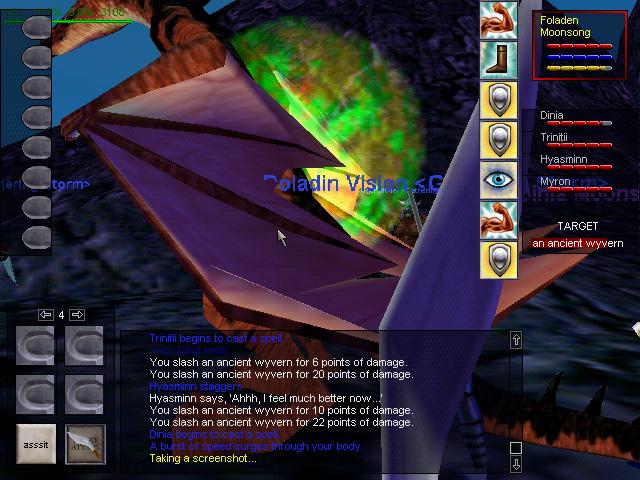 Foladen
Moonsong
Dinia
Trinitii
Hyasminn
Myron
TARGET
an ancient wyvern
Vision <G
4
asssit
Trinitii begins to cast a spell.
You slash an ancient wyvern for 6 points of damage.
You slash an ancient wyvern for 20 points of damage.
Hyasminn staggers.
Hyasminn says, 'Ahhh, I feel much better now...'
You slash an ancient wyvern for 10 points of damage.
You slash an ancient wyvern for 22 points of damage.
Dinia begins to cast a spell.
A burst of speed surges through your body.
Taking a screenshot...